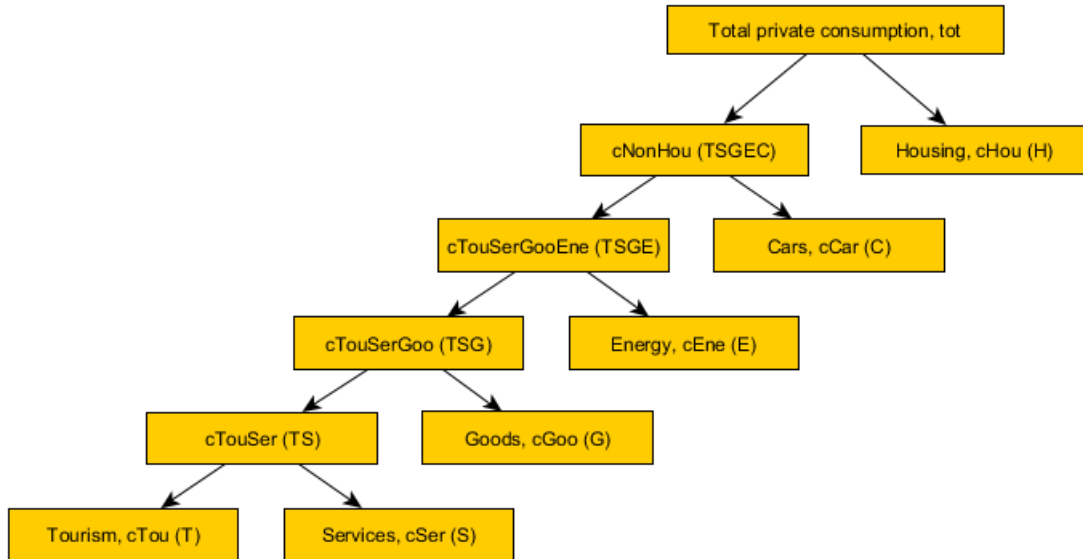 Total private consumption, tot
cNonHou (TSGEC)
Housing, cHou (H)
cTouSerGooEne (TSGE)
Cars, cCar (C)
cTouSerGoo (TSG)
Energy, cEne (E)
cTouSer (TS)
Goods, cGoo (G)
Tourism, cTou (T)
Services, cSer (S)